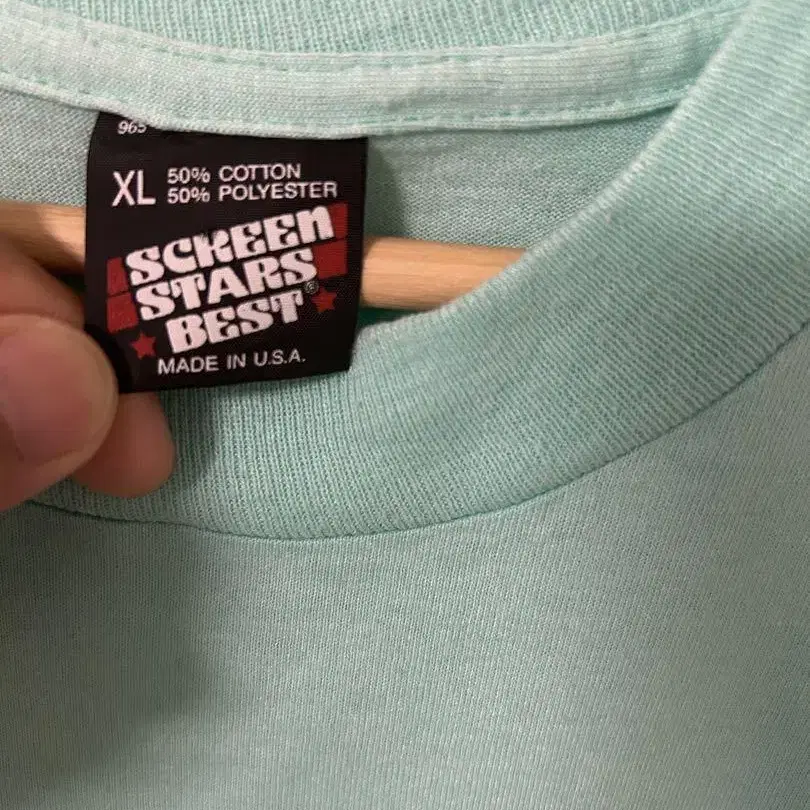 XL 50% COTTON
50% POLYESTER
SCREEN
STARS
BEST®
MADE IN U.S.A.